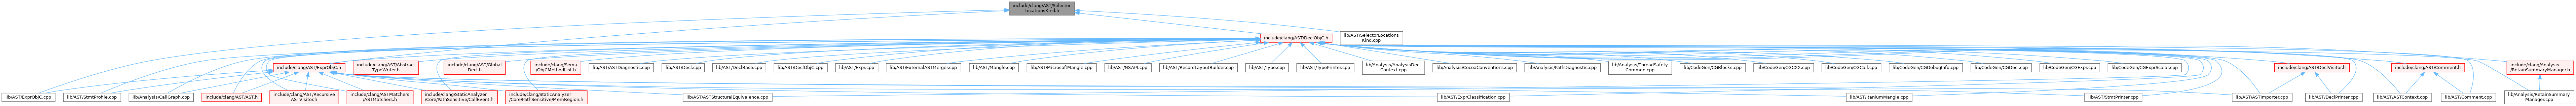 include/clang/AST/Selector
LocationsKind.h
include/clang/AST/DeclObjC.h
lib/AST/SelectorLocations
Kind.cpp
include/clang/AST/ExprObjC.h
include/clang/AST/Abstract
TypeWriter.h
include/clang/AST/Global
Decl.h
include/clang/Sema
/ObjCMethodList.h
lib/AST/ASTDiagnostic.cpp
lib/AST/Decl.cpp
lib/AST/DeclBase.cpp
lib/AST/DeclObjC.cpp
lib/AST/Expr.cpp
lib/AST/ExternalASTMerger.cpp
lib/AST/Mangle.cpp
lib/AST/MicrosoftMangle.cpp
lib/AST/NSAPI.cpp
lib/AST/RecordLayoutBuilder.cpp
lib/AST/Type.cpp
lib/AST/TypePrinter.cpp
lib/Analysis/AnalysisDecl
Context.cpp
lib/Analysis/CocoaConventions.cpp
lib/Analysis/PathDiagnostic.cpp
lib/Analysis/ThreadSafety
Common.cpp
lib/CodeGen/CGBlocks.cpp
lib/CodeGen/CGCXX.cpp
lib/CodeGen/CGCall.cpp
lib/CodeGen/CGDebugInfo.cpp
lib/CodeGen/CGDecl.cpp
lib/CodeGen/CGExpr.cpp
lib/CodeGen/CGExprScalar.cpp
include/clang/AST/DeclVisitor.h
include/clang/AST/Comment.h
include/clang/Analysis
/RetainSummaryManager.h
lib/AST/ExprObjC.cpp
lib/AST/StmtProfile.cpp
lib/Analysis/CallGraph.cpp
include/clang/AST/AST.h
include/clang/AST/Recursive
ASTVisitor.h
include/clang/ASTMatchers
/ASTMatchers.h
include/clang/StaticAnalyzer
/Core/PathSensitive/CallEvent.h
include/clang/StaticAnalyzer
/Core/PathSensitive/MemRegion.h
lib/AST/ASTStructuralEquivalence.cpp
lib/AST/ExprClassification.cpp
lib/AST/ItaniumMangle.cpp
lib/AST/StmtPrinter.cpp
lib/AST/ASTImporter.cpp
lib/AST/DeclPrinter.cpp
lib/AST/ASTContext.cpp
lib/AST/Comment.cpp
lib/Analysis/RetainSummary
Manager.cpp